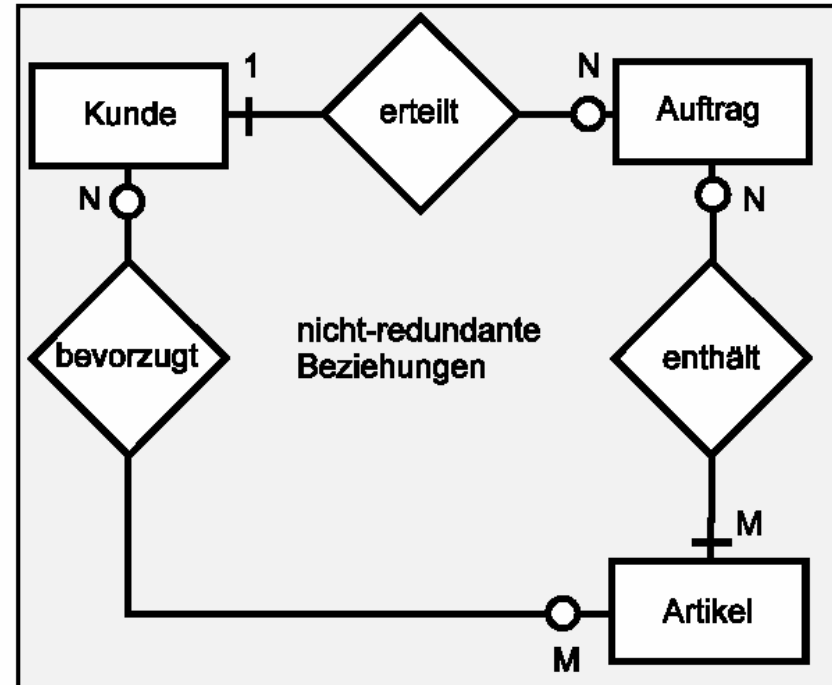 1
N
Kunde
erteilt
Auftrag
N
N
bevorzugt
nicht-redundante
Beziehungen
enthält
M
Artikel
M